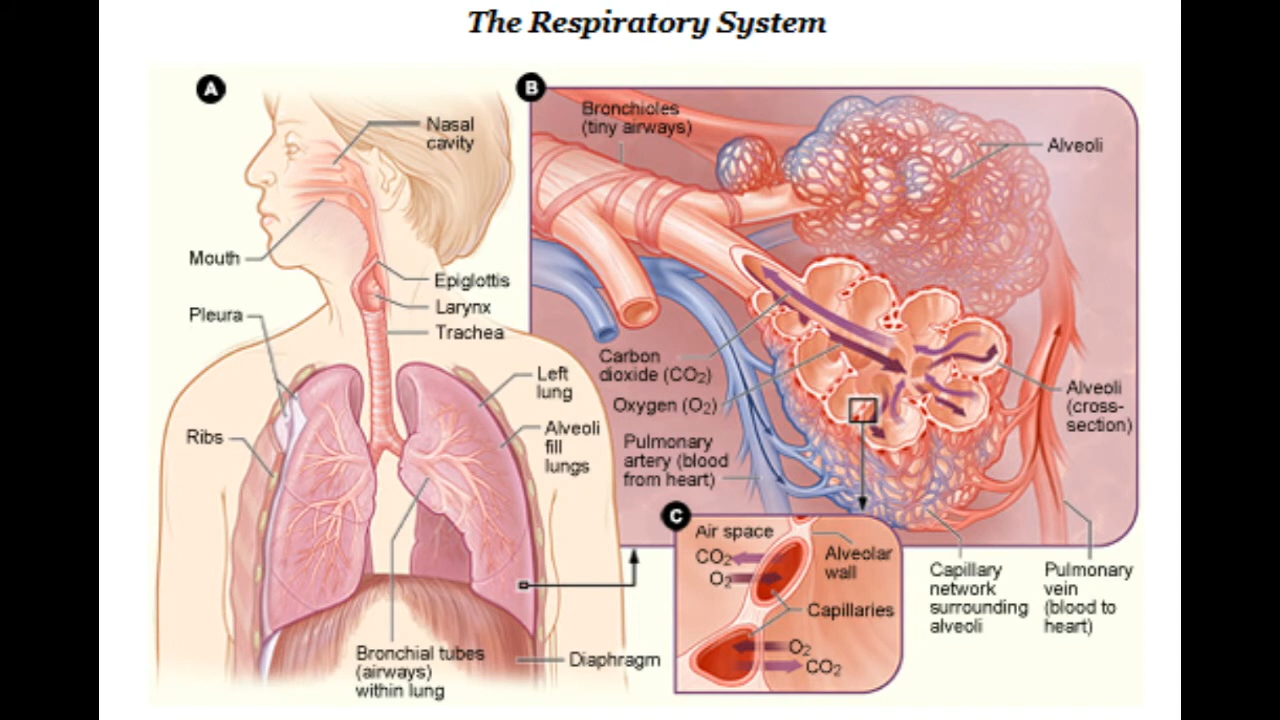 The Respiratory System
A
Nasal
cavity
Mouth
Epiglottis
Larynx
Trachea
Pleura
Left
lung
Ribs
Alveoli
fill
lungs
Bronchial tubes
(airways)
within lung
Diaphragm
B
Bronchioles
(tiny airways)
Alveoli
Carbon
dioxide (CO2)
Oxygen (O2)
Pulmonary
artery (blood
from heart)
Alveoli
(cross-
section)
Capillary
network
surrounding
alveoli
Pulmonary
vein
(blood to
heart)
C
Air space
CO2
O2
Alveolar
wall
Capillaries
O2
CO2